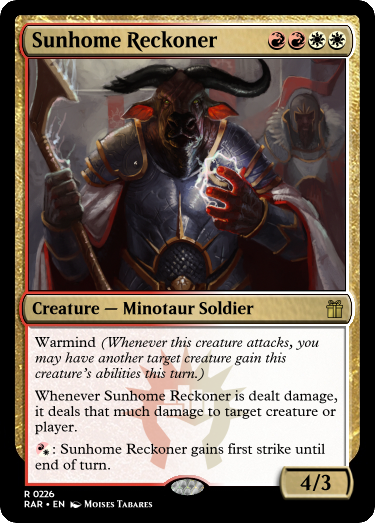 Sunhome Reckoner
Creature — Minotaur Soldier
Warmind (Whenever this creature attacks, you
may have another target creature gain this
creature's abilities this turn.)
Whenever Sunhome Reckoner is dealt damage,
it deals that much damage to target creature or
player.
: Sunhome Reckoner gains first strike until
end of turn.
4/3
R 0226
RAR • EN Moises Tabares